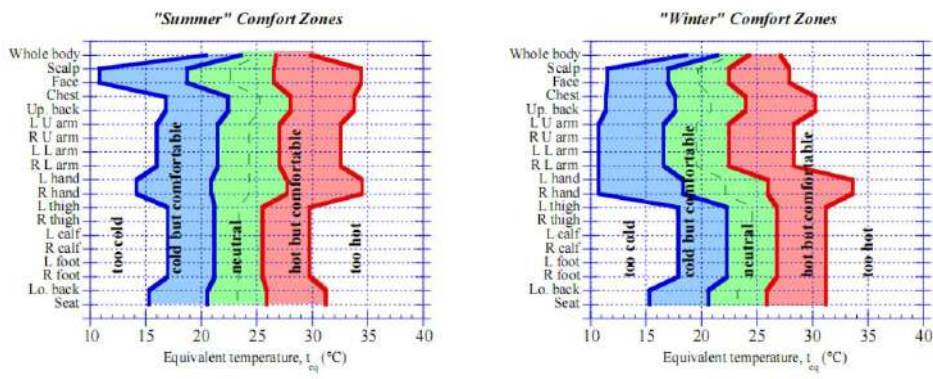 "Summer" Comfort Zones
Whole body
Scalp
Face
Chest
Up. back
L U arm
R U arm
L L arm
R L arm
L hand
R hand
L thigh
R thigh
L calf
R calf
L foot
R foot
Lo. back
Seat
too cold
cold but comfortable
neutral
hot but comfortable
too hot
10 15 20 25 30 35 40
Equivalent temperature, t eq (°C)
"Winter" Comfort Zones
Whole body
Scalp
Face
Chest
Up. back
L U arm
R U arm
L L arm
R L arm
L hand
R hand
L thigh
R thigh
L calf
R calf
L foot
R foot
Lo. back
Seat
too cold
cold but comfortable
neutral
hot but comfortable
too hot
10 15 20 25 30 35 40
Equivalent temperature, t eq (°C)